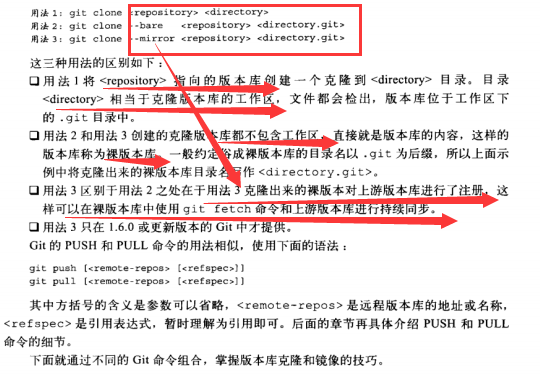 用法 1: git clone <repository> <directory>
用法 2: git clone --bare <repository> <directory.git>
用法 3: git clone --mirror <repository> <directory.git>
这三种用法的区别如下：
❑ 用法 1 将 <repository> 指向的版本库创建一个克隆到 <directory> 目录。目录
<directory> 相当于克隆版本库的工作区，文件都会检出，版本库位于工作区下
的 .git 目录中。
❑ 用法 2 和用法 3 创建的克隆版本库都不包含工作区，直接就是版本库的内容，这样的
版本库称为裸版本库。一般约定俗成裸版本库的目录名以 .git 为后缀，所以上面示
例中将克隆出来的裸版本库目录名写作 <directory.git>。
❑ 用法 3 区别于用法 2 之处在于用法 3 克隆出来的裸版本对上游版本库进行了注册，这
样可以在裸版本库中使用 git fetch 命令和上游版本库进行持续同步。
❑ 用法 3 只在 1.6.0 或更新版本的 Git 中才提供。
Git 的 PUSH 和 PULL 命令的用法相似，使用下面的语法：
git push [<remote-repos> [<refspec>]]
git pull [<remote-repos> [<refspec>]]
其中方括号的含义是参数可以省略，<remote-repos> 是远程版本库的地址或名称，
<refspec> 是引用表达式，暂时理解为引用即可。后面的章节再具体介绍 PUSH 和 PULL
命令的细节。
下面就通过不同的 Git 命令组合，掌握版本库克隆和镜像的技巧。